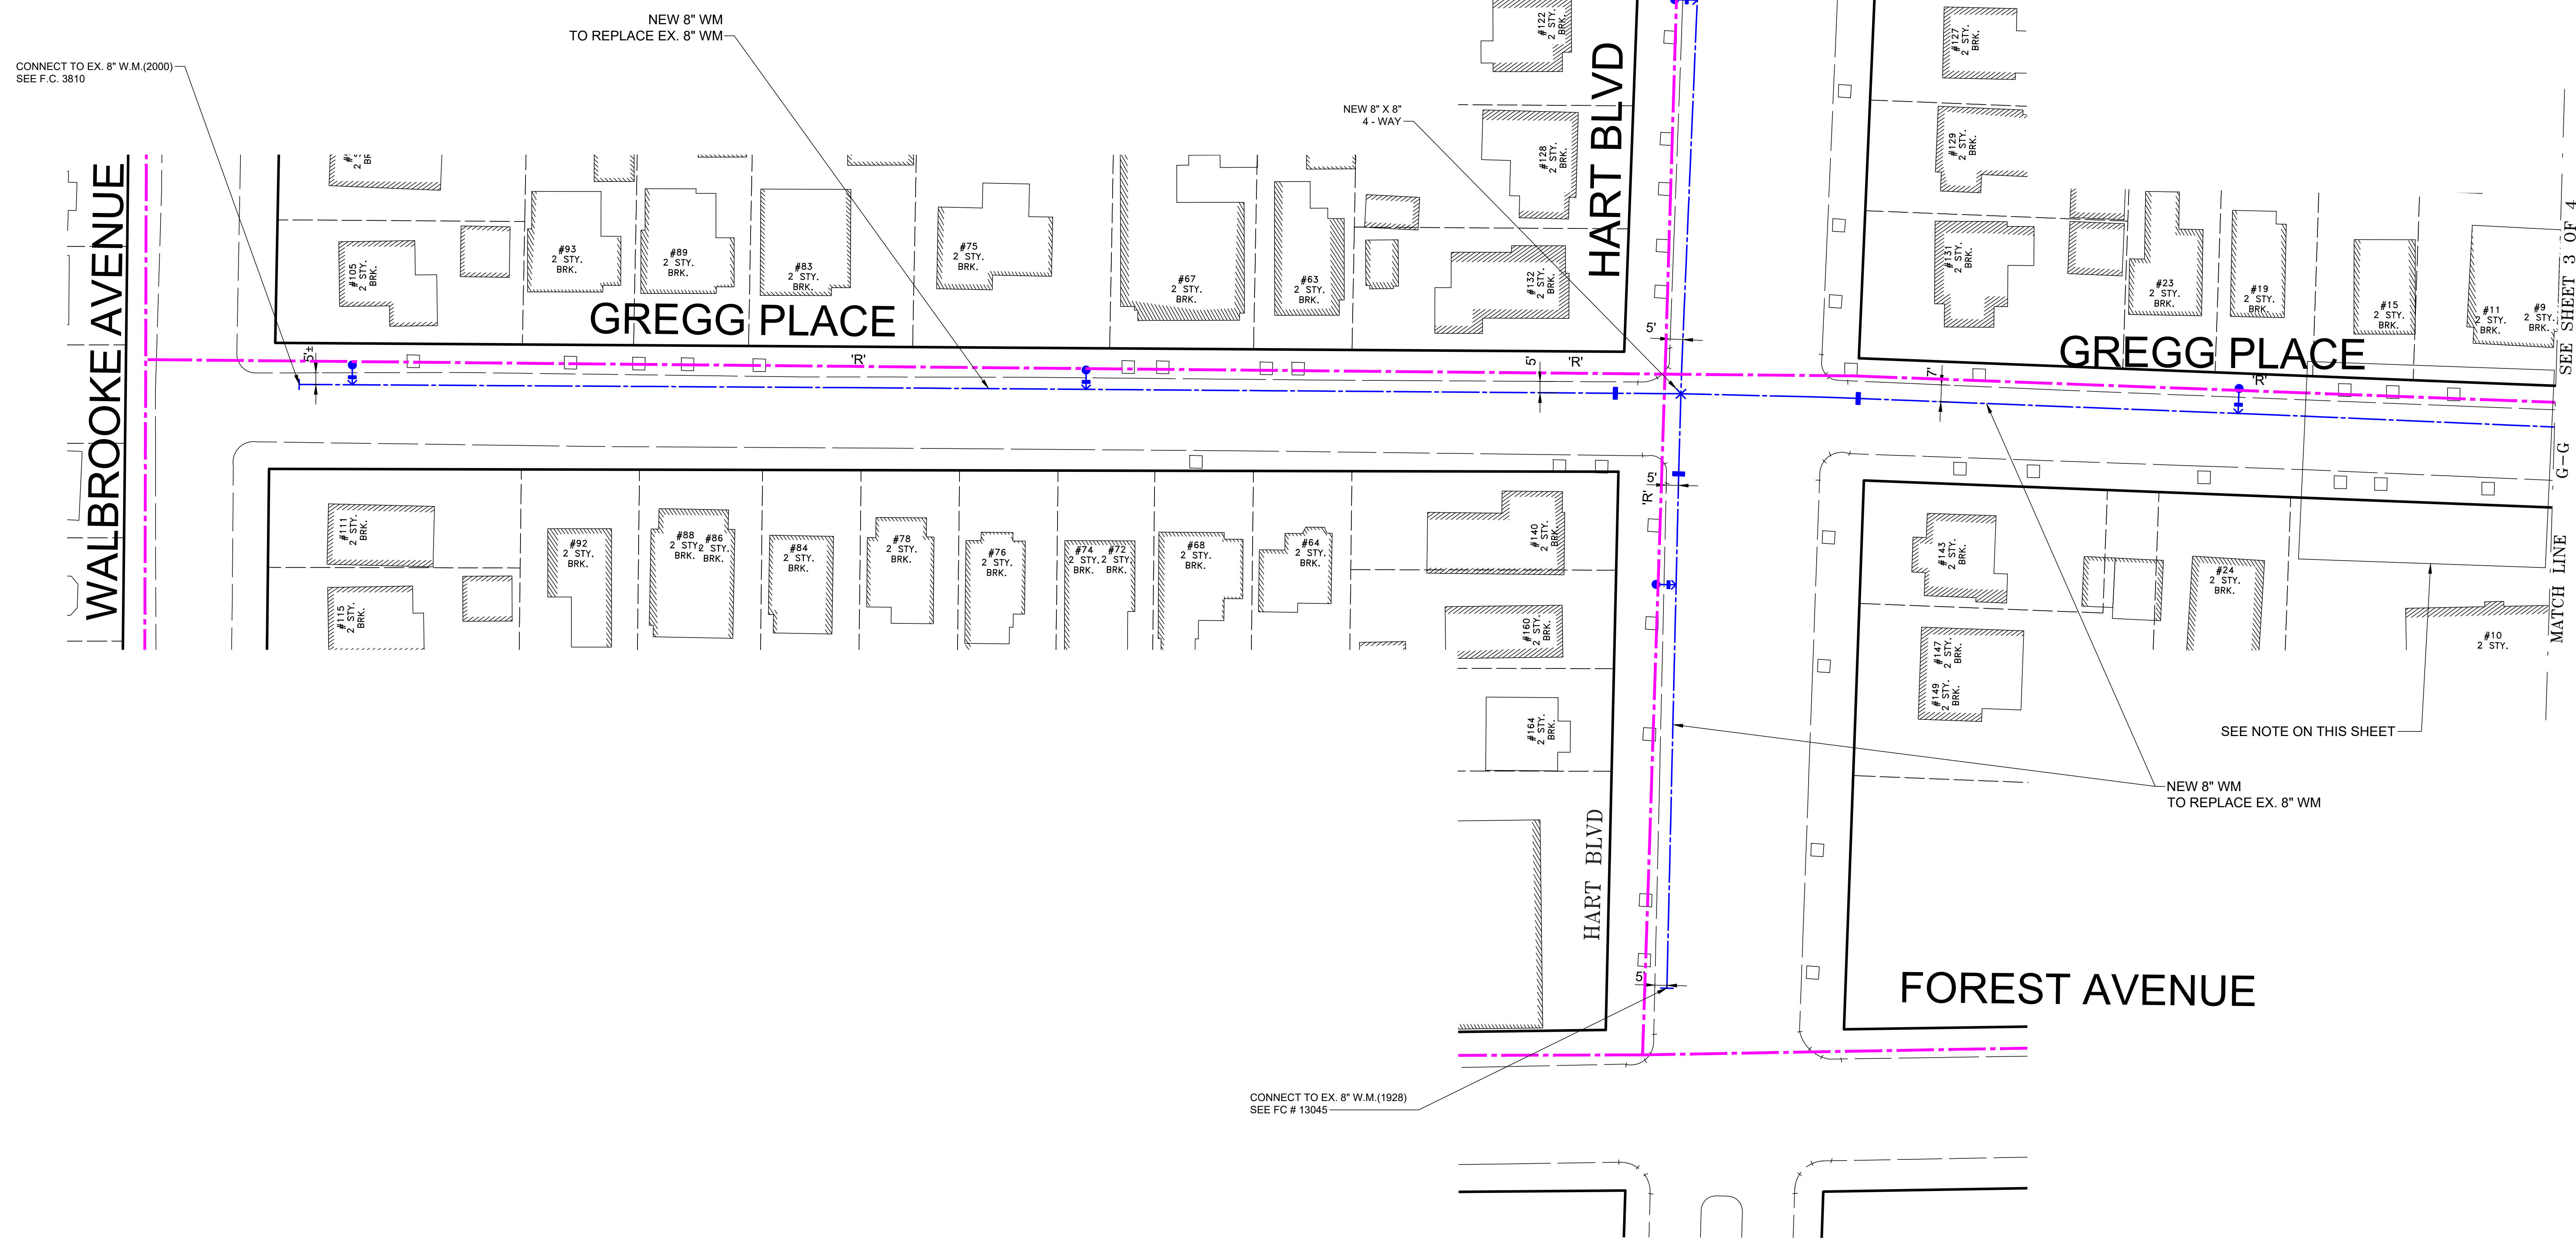 NEW 8" WM
TO REPLACE EX. 8" WM
CONNECT TO EX. 8" W.M.(2000)
SEE F.C. 3810
NEW 8" X 8"
4 - WAY
HART BLVD
#122
2 STY.
BRK.
#128
2 STY.
BRK.
#132
2 STY.
BRK.
#127
2 STY.
BRK.
#129
2 STY.
BRK.
#131
2 STY.
BRK.
WALBROOKE AVENUE
#105
2 STY.
BRK.
#93
2 STY.
BRK.
#89
2 STY.
BRK.
#83
2 STY.
BRK.
#75
2 STY.
BRK.
#67
2 STY.
BRK.
#63
2 STY.
BRK.
GREGG PLACE
#23
2 STY.
BRK.
#19
2 STY.
BRK.
#15
2 STY.
BRK.
#11
2 STY.
BRK.
#9
2 STY.
BRK.
GREGG PLACE
5'±
'R'
5'
'R'
5'
7'
'R'
5'
'R'
MATCH LINE G-G SEE SHEET 3 OF 4
#111
2 STY.
BRK.
#115
2 STY.
BRK.
#92
2 STY.
BRK.
#88
2 STY.
BRK.
#86
2 STY.
BRK.
#84
2 STY.
BRK.
#78
2 STY.
BRK.
#76
2 STY.
BRK.
#74
2 STY.
BRK.
#72
2 STY.
BRK.
#68
2 STY.
BRK.
#64
2 STY.
BRK.
#140
2 STY.
BRK.
#160
2 STY.
BRK.
#164
2 STY.
BRK.
#143
2 STY.
BRK.
#147
2 STY.
BRK.
#149
2 STY.
BRK.
#24
2 STY.
BRK.
#10
2 STY.
SEE NOTE ON THIS SHEET
NEW 8" WM
TO REPLACE EX. 8" WM
HART BLVD
5'
FOREST AVENUE
CONNECT TO EX. 8" W.M.(1928)
SEE FC # 13045